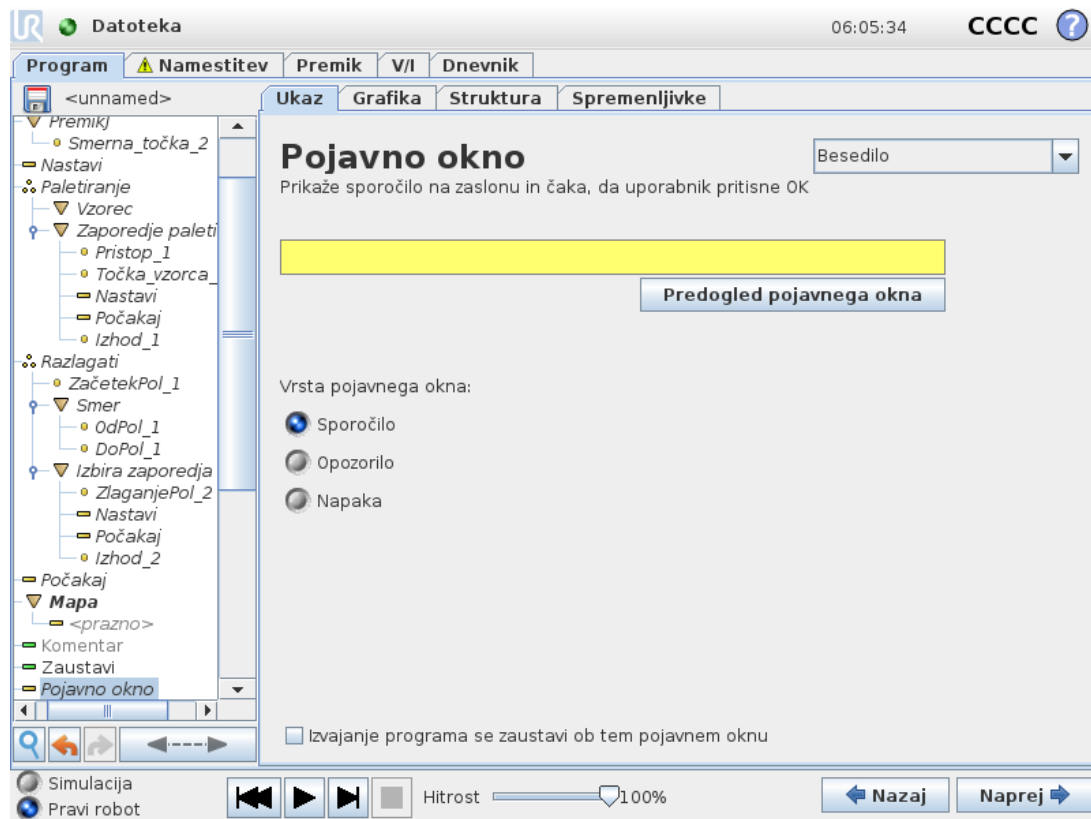 Datoteka
06:05:34
CCCC
?
Program
Namestitev
Premik
V/I
Dnevnik
<unnamed>
Ukaz
Grafika
Struktura
Spremenljivke
PremikJ
Smerna_točka_2
Nastavi
Paletiranje
Vzorec
Zaporedje paleti
Pristop_1
Točka_vzorca_
Nastavi
Počakaj
Izhod_1
Razlagati
ZačetekPol_1
Smer
OdPol_1
DoPol_1
Izbira zaporedja
ZlaganjePol_2
Nastavi
Počakaj
Izhod_2
Počakaj
Mapa
<prazno>
Komentar
Zaustavi
Pojavno okno
Pojavno okno
Besedilo
Prikaže sporočilo na zaslonu in čaka, da uporabnik pritisne OK
Predogled pojavnega okna
Vrsta pojavnega okna:
Sporočilo
Opozorilo
Napaka
Izvajanje programa se zaustavi ob tem pojavnem oknu
Simulacija
Pravi robot
Hitrost
100%
Nazaj
Naprej